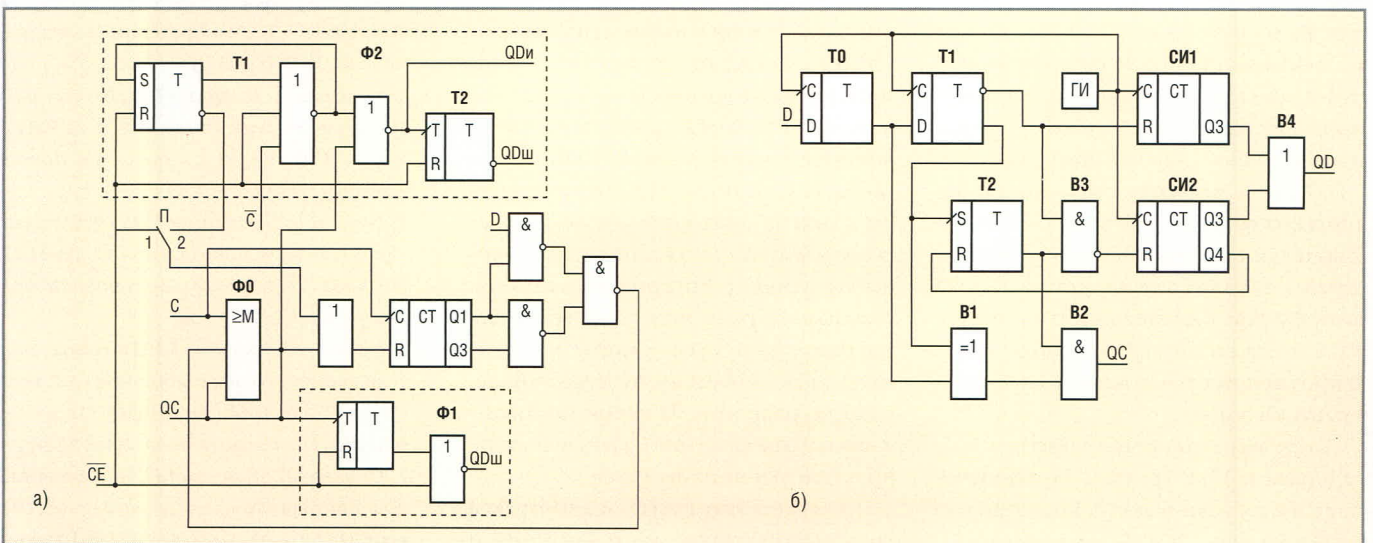 Ф2
QDи
T1
S T
R
1
1
T2
T T
R
QDш
C
П
1 2
D
&
&
&
C
Ф0
≥M
1
C CT Q1
R Q3
QC
Ф1
T T
R
1
QDш
CE
а)
T0
T1
СИ1
D
C T
D
C T
D
ГИ
C CT
R Q3
B4
1
QD
T2
B3
СИ2
S T
R
&
C CT Q3
R Q4
B1
B2
=1
&
QC
б)